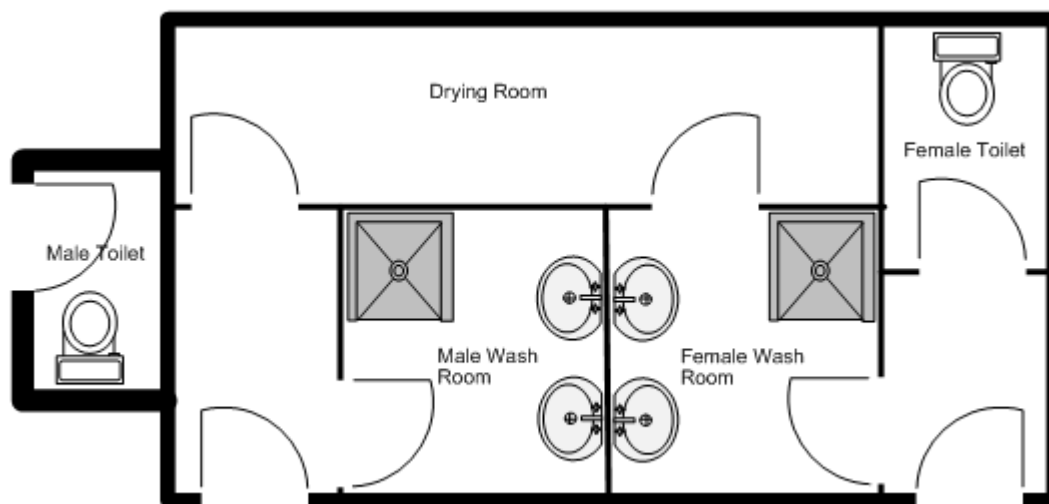 Drying Room
Female Toilet
Male Toilet
Male Wash
Room
Female Wash
Room